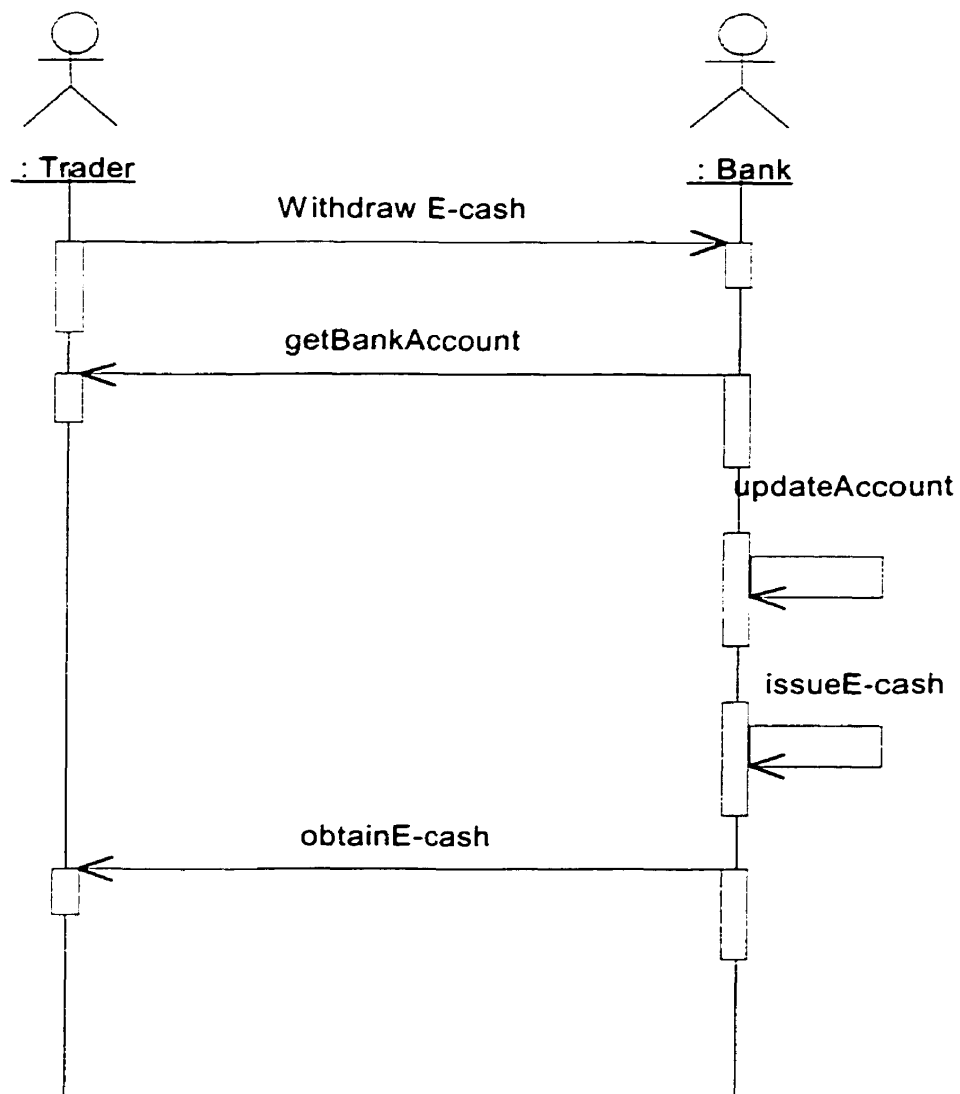 : Trader
: Bank
Withdraw E-cash
getBankAccount
updateAccount
issueE-cash
obtainE-cash